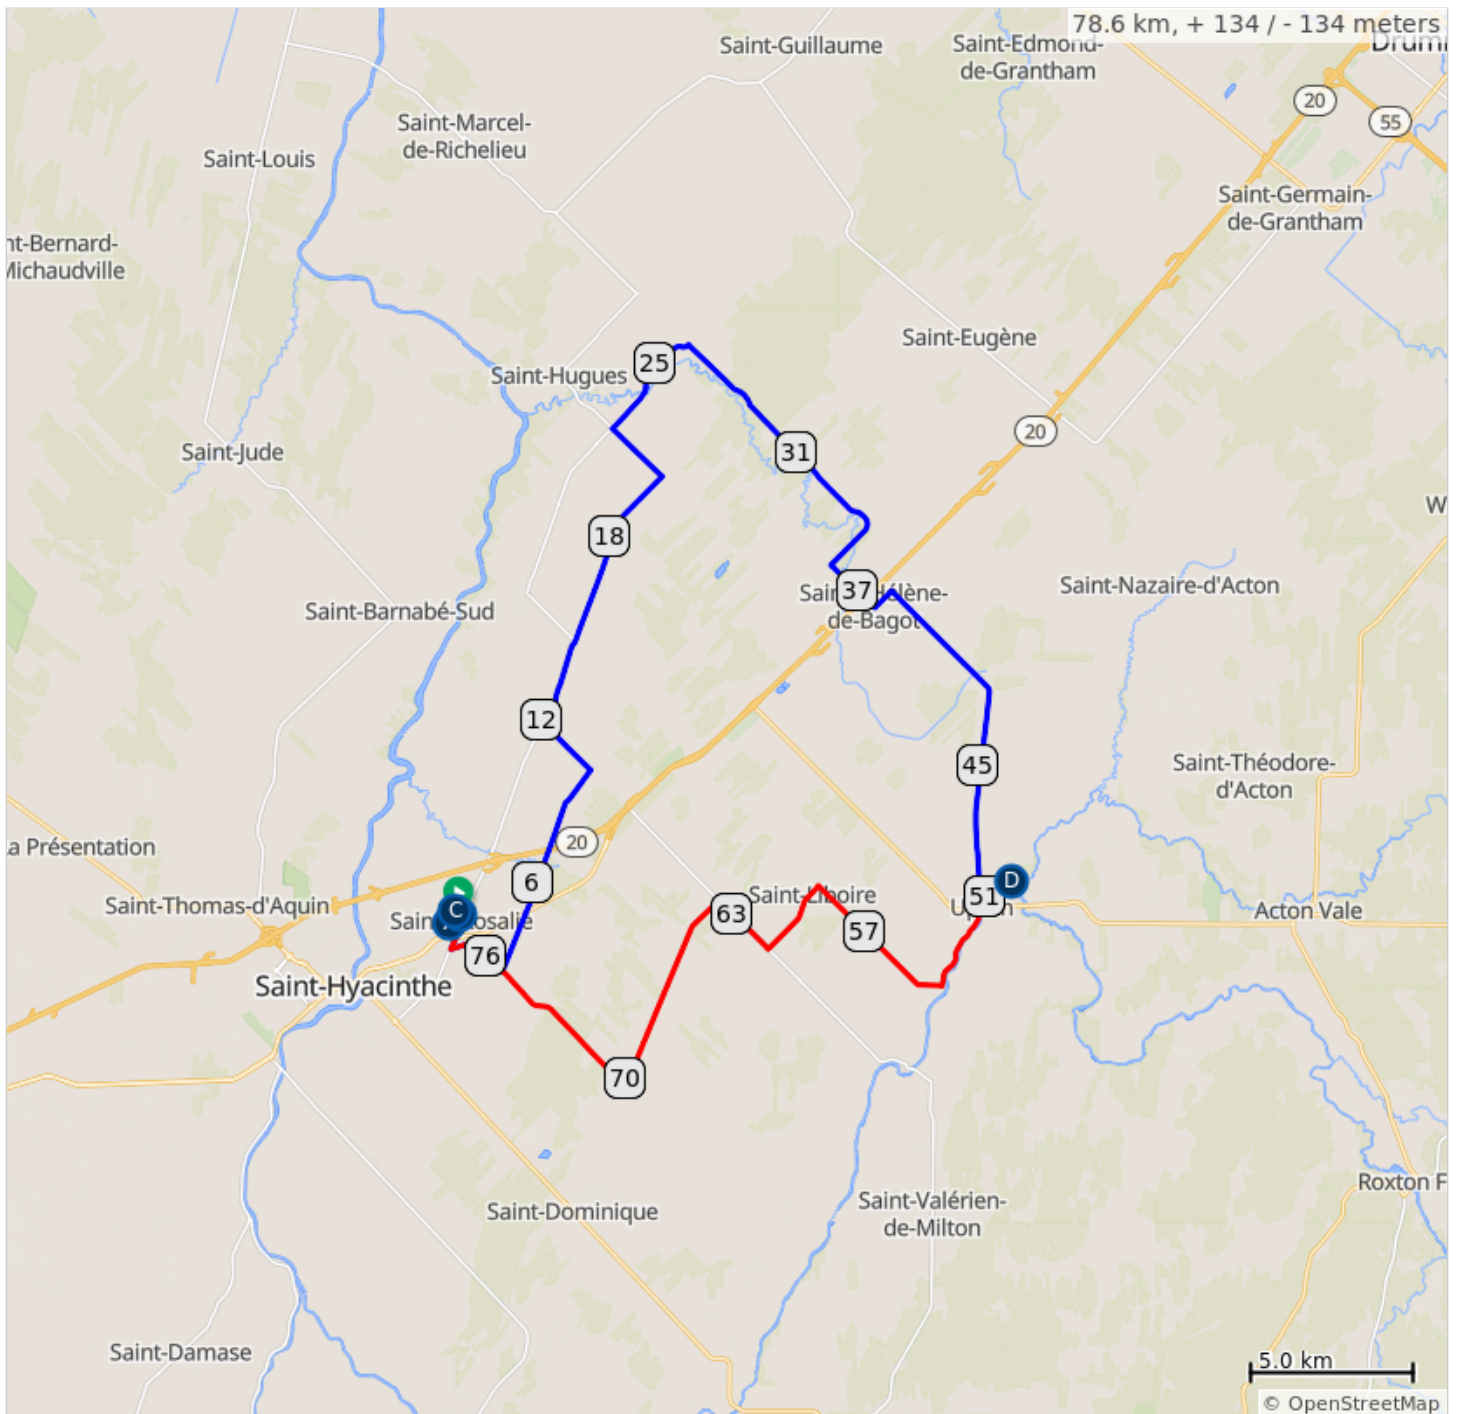 78.6 km, + 134 / - 134 meters
Saint-Guillaume
Saint-Edmond-
de-Grantham
20
55
Saint-Marcel-
de-Richelieu
Saint-Louis
Saint-Germain-
de-Grantham
nt-Bernard-
Michaudville
Saint-Eugène
25
Saint-Hugues
20
Saint-Jude
31
W
18
Saint-Nazaire-d'Acton
37
de-Bagot
Saint-Barnabé-Sud
12
45
Saint-Théodore-
d'Acton
20
a Présentation
6
D
51
Saint-Thomas-d'Aquin
C
63
57
Acton Vale
76
Saint-Hyacinthe
70
Roxton F
Saint-Dominique
Saint-Valérien-
de-Milton
Saint-Damase
5.0 km
© OpenStreetMap